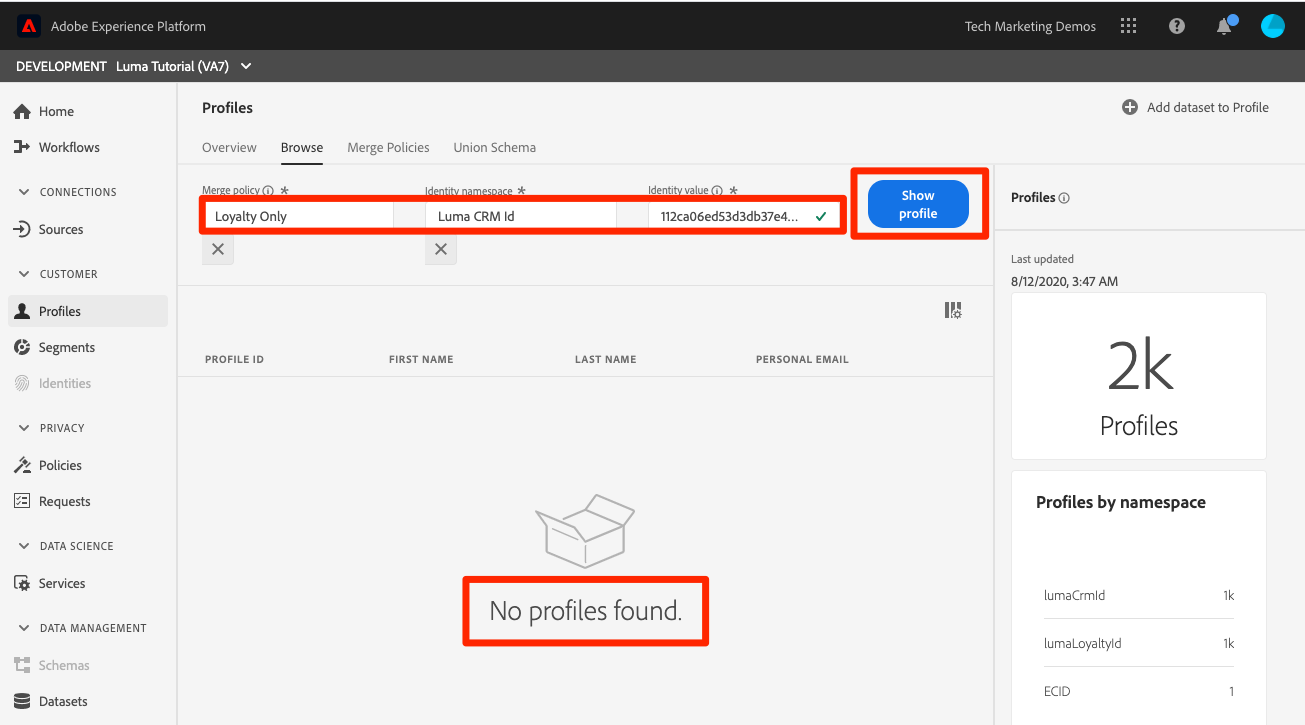 Adobe Experience Platform
Tech Marketing Demos
DEVELOPMENT Luma Tutorial (VA7)
Home
Workflows
CONNECTIONS
Sources
CUSTOMER
Profiles
Segments
Identities
PRIVACY
Policies
Requests
DATA SCIENCE
Services
DATA MANAGEMENT
Schemas
Datasets
Profiles
Add dataset to Profile
Overview Browse Merge Policies Union Schema
Merge policy * Identity namespace * Identity value *
Loyalty Only Luma CRM Id 112ca06ed53d3db37e4...
Show
profile
PROFILE ID FIRST NAME LAST NAME PERSONAL EMAIL
No profiles found.
Profiles
Last updated
8/12/2020, 3:47 AM
2k
Profiles
Profiles by namespace
lumaCrmId 1k
lumaLoyaltyId 1k
ECID 1